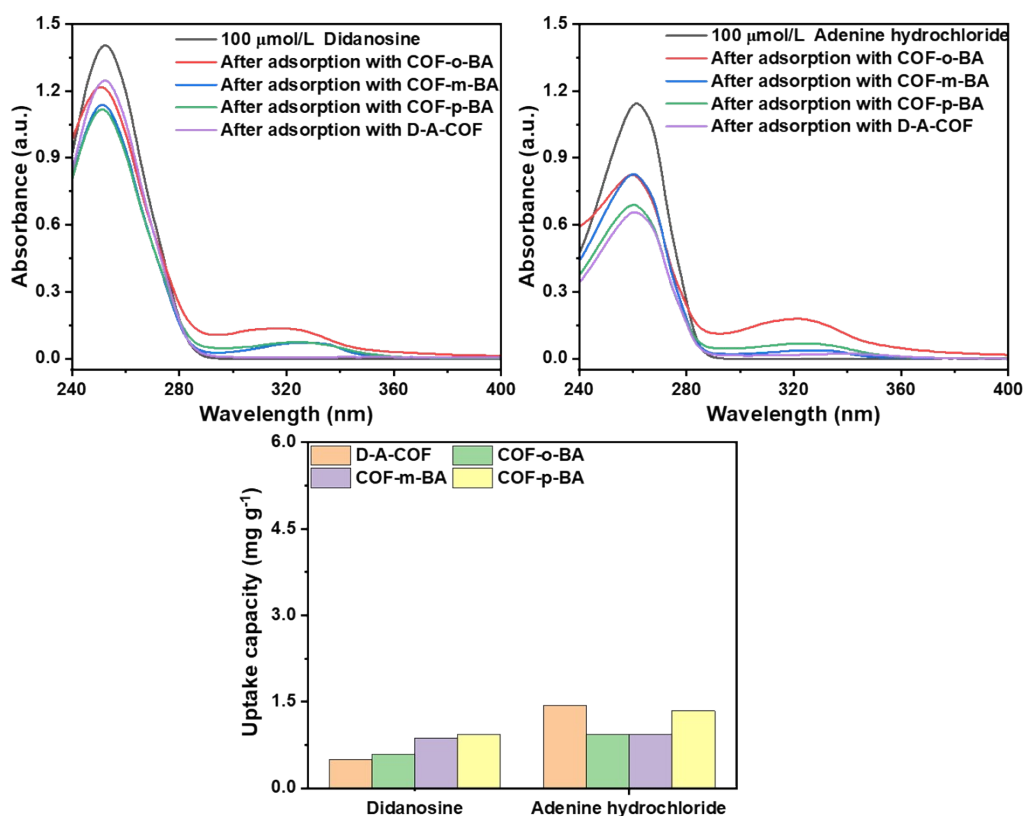 1.5
1.2
0.9
0.6
0.3
0.0
Absorbance (a.u.)
100 μmol/L Didanosine
After adsorption with COF-o-BA
After adsorption with COF-m-BA
After adsorption with COF-p-BA
After adsorption with D-A-COF
240 280 320 360 400
Wavelength (nm)
1.5
1.2
0.9
0.6
0.3
0.0
Absorbance (a.u.)
100 μmol/L Adenine hydrochloride
After adsorption with COF-o-BA
After adsorption with COF-m-BA
After adsorption with COF-p-BA
After adsorption with D-A-COF
240 280 320 360 400
Wavelength (nm)
6.0
4.5
3.0
1.5
0.0
Uptake capacity (mg g⁻¹)
D-A-COF COF-o-BA
COF-m-BA COF-p-BA
Didanosine Adenine hydrochloride